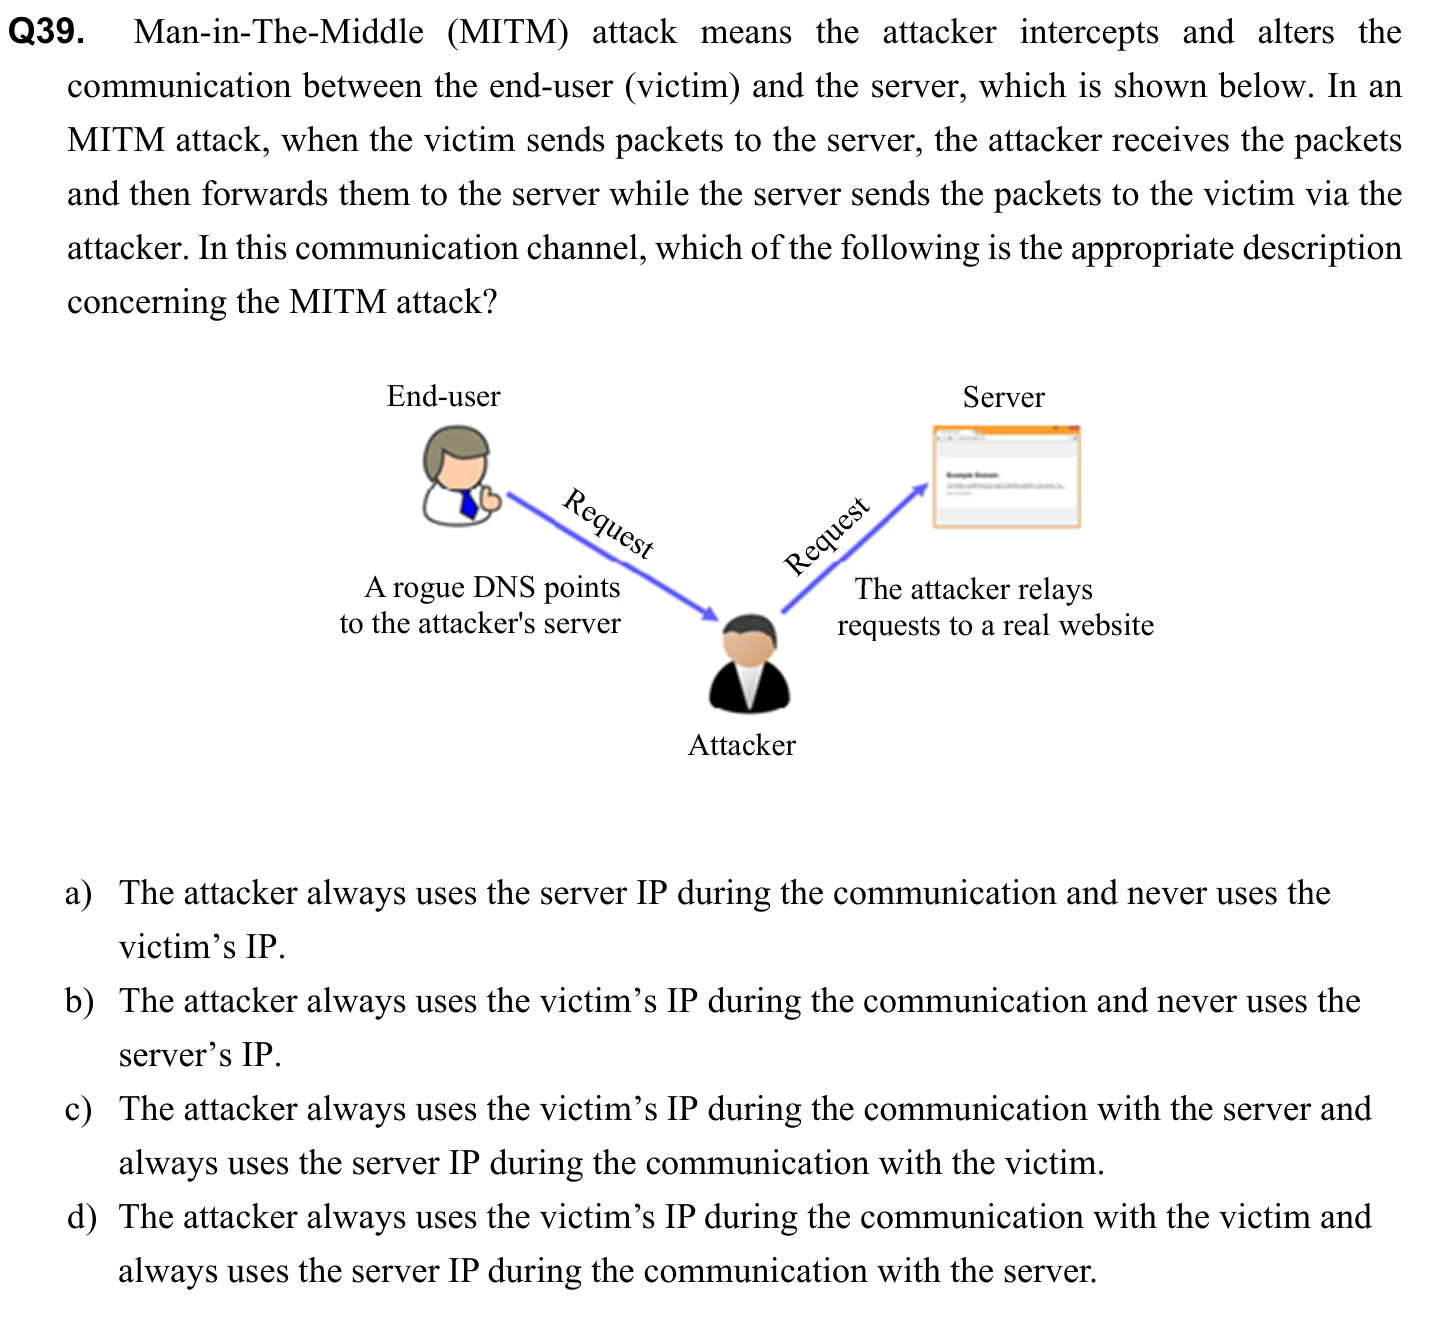 Q39. Man-in-The-Middle (MITM) attack means the attacker intercepts and alters the
communication between the end-user (victim) and the server, which is shown below. In an
MITM attack, when the victim sends packets to the server, the attacker receives the packets
and then forwards them to the server while the server sends the packets to the victim via the
attacker. In this communication channel, which of the following is the appropriate description
concerning the MITM attack?
End-user
Server
Example Domain
Request
Request
A rogue DNS points
to the attacker's server
The attacker relays
requests to a real website
Attacker
a) The attacker always uses the server IP during the communication and never uses the
victim’s IP.
b) The attacker always uses the victim’s IP during the communication and never uses the
server’s IP.
c) The attacker always uses the victim’s IP during the communication with the server and
always uses the server IP during the communication with the victim.
d) The attacker always uses the victim’s IP during the communication with the victim and
always uses the server IP during the communication with the server.